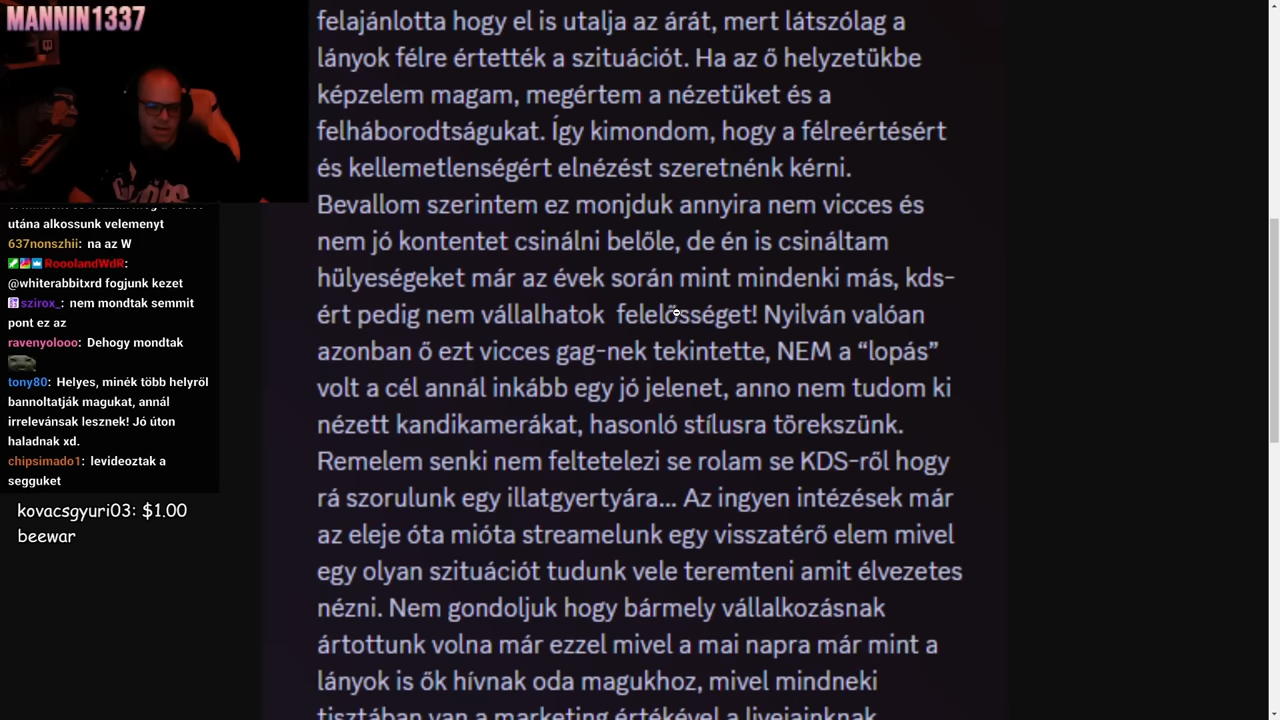 MANNIN1337
utána alkossunk velemenyt
637nonszhii: na az W
RooolandWdR:
@whiterabbitxrd fogjunk kezet
szirox_: nem mondtak semmit
pont ez az
ravenyolooo: Dehogy mondtak
tony80: Helyes, minék több helyről
bannoltatják magukat, annál
irrelevánsak lesznek! Jó úton
haladnak xd.
chipsimado1: levideoztak a
segguket
kovacsgyuri03: $1.00
beewar
felajánlotta hogy el is utalja az árát, mert látszólag a
lányok félre értették a szituációt. Ha az ő helyzetükbe
képzelem magam, megértem a nézetüket és a
felháborodtságukat. Így kimondom, hogy a félreértésért
és kellemetlenségért elnézést szeretnénk kérni.
Bevallom szerintem ez monjduk annyira nem vicces és
nem jó kontentet csinálni belőle, de én is csináltam
hülyeségeket már az évek során mint mindenki más, kds-
ért pedig nem vállalhatok felelősséget! Nyilván valóan
azonban ő ezt vicces gag-nek tekintette, NEM a “lopás”
volt a cél annál inkább egy jó jelenet, anno nem tudom ki
nézett kandikamerákat, hasonló stílusra törekszünk.
Remelem senki nem feltetelezi se rolam se KDS-ről hogy
rá szorulunk egy illatgyertyára... Az ingyen intézések már
az eleje óta mióta streamelunk egy visszatérő elem mivel
egy olyan szituációt tudunk vele teremteni amit élvezetes
nézni. Nem gondoljuk hogy bármely vállalkozásnak
ártottunk volna már ezzel mivel a mai napra már mint a
lányok is ők hívnak oda magukhoz, mivel mindneki
tisztában van a marketing értékével a livejainknak